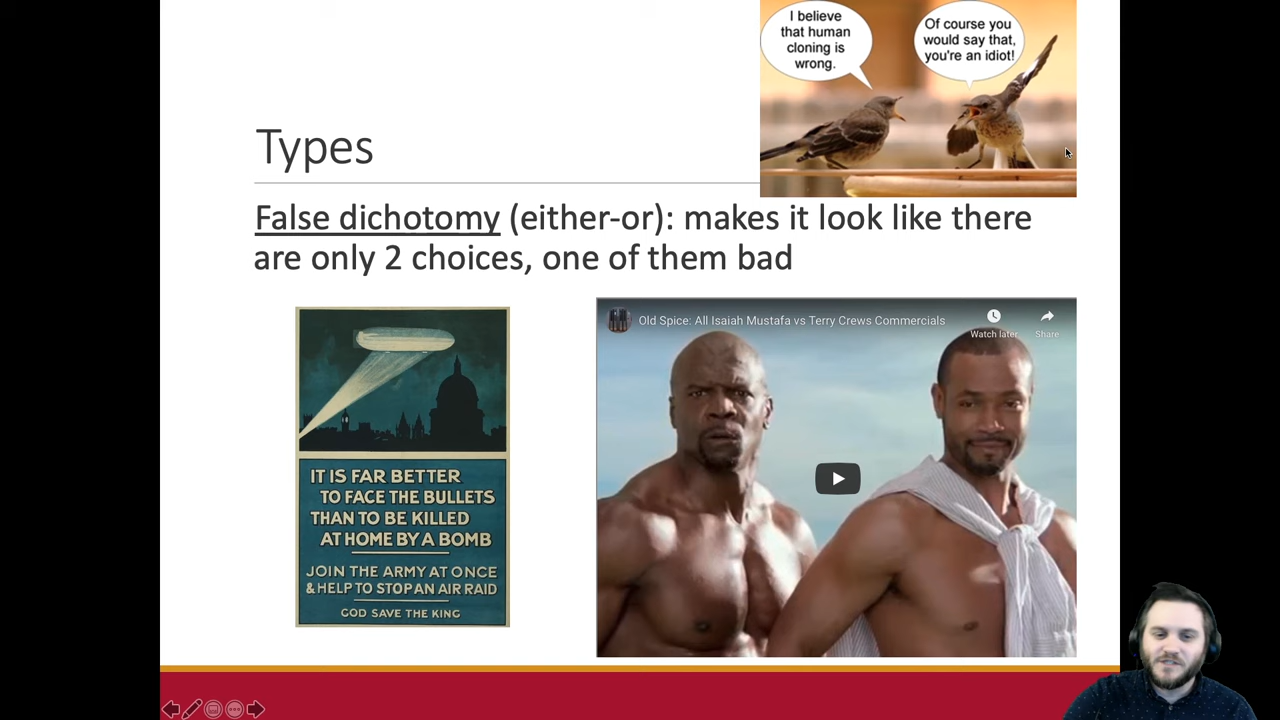 I believe
that human
cloning is
wrong.
Of course you
would say that,
you're an idiot!
Types
False dichotomy (either-or): makes it look like there
are only 2 choices, one of them bad
IT IS FAR BETTER
TO FACE THE BULLETS
THAN TO BE KILLED
AT HOME BY A BOMB
JOIN THE ARMY AT ONCE
& HELP TO STOP AN AIR RAID
GOD SAVE THE KING
Old Spice: All Isaiah Mustafa vs Terry Crews Commercials
Watch later
Share